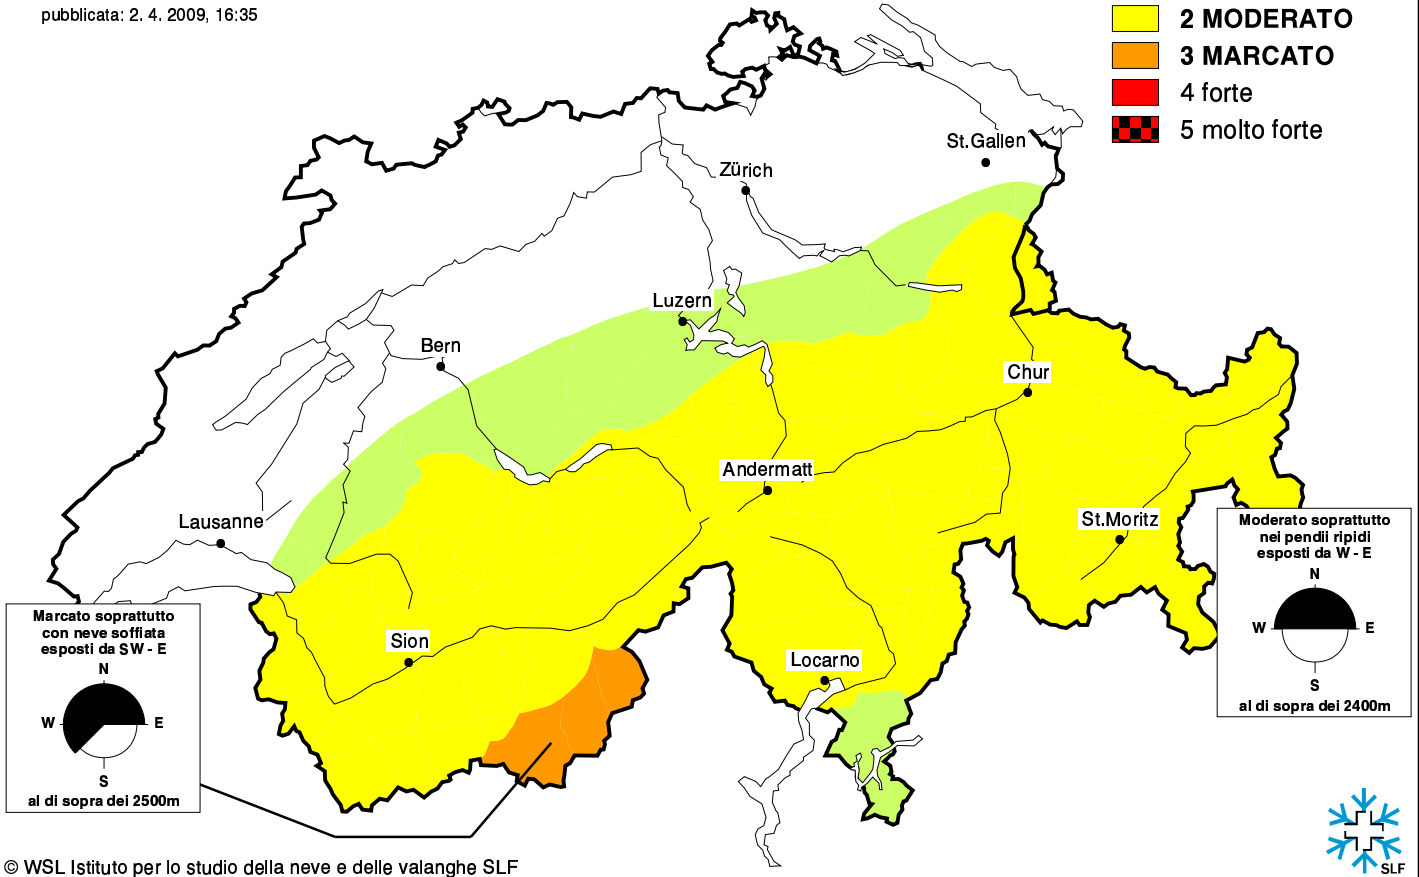 pubblicata: 2. 4. 2009, 16:35
2 MODERATO
3 MARCATO
4 forte
5 molto forte
St.Gallen
Zürich
Luzern
Bern
Chur
Andermatt
Lausanne
St.Moritz
Moderato soprattutto
nei pendii ripidi
esposti da W - E
N
W E
S
al di sopra dei 2400m
Marcato soprattutto
con neve soffiata
esposti da SW - E
N
W E
S
al di sopra dei 2500m
Sion
Locarno
SLF
© WSL Istituto per lo studio della neve e delle valanghe SLF